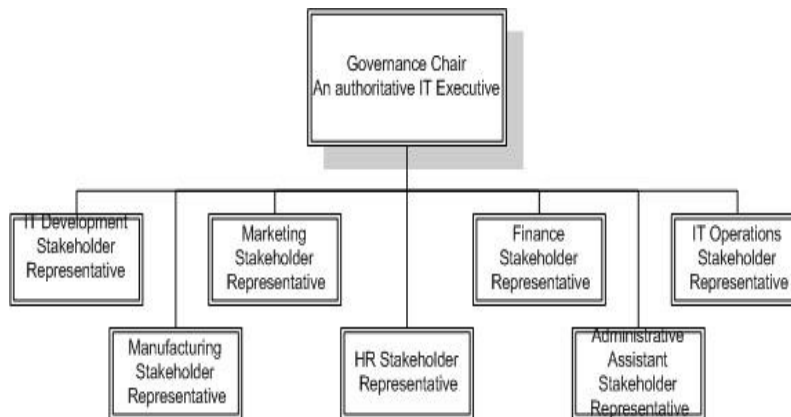 Governance Chair
An authoritative IT Executive
IT Development
Stakeholder
Representative
Marketing
Stakeholder
Representative
Finance
Stakeholder
Representative
IT Operations
Stakeholder
Representative
Manufacturing
Stakeholder
Representative
HR Stakeholder
Representative
Administrative
Assistant
Stakeholder
Representative